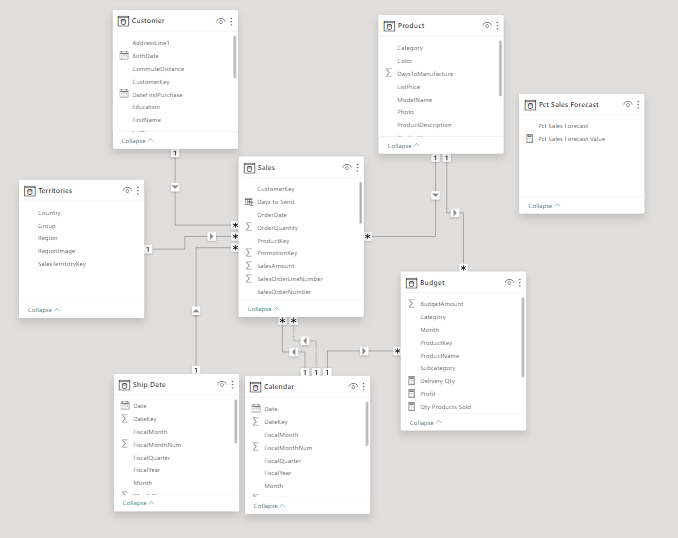 Customer
AddressLine1
BirthDate
CommuteDistance
CustomerKey
DateFirstPurchase
Education
FirstName
Collapse
Product
Category
Color
DaysToManufacture
ListPrice
ModelName
Photo
ProductDescription
Collapse
Pct Sales Forecast
Pct Sales Forecast
Pct Sales Forecast Value
Collapse
Territories
Country
Group
Region
RegionImage
SalesTerritoryKey
Collapse
Sales
CustomerKey
Days to Send
OrderDate
OrderQuantity
ProductKey
PromotionKey
SalesAmount
SalesOrderLineNumber
SalesOrderNumber
Collapse
Budget
BudgetAmount
Category
Month
ProductKey
ProductName
Subcategory
Delivery Qty
Profit
Qty Products Sold
Collapse
Ship Date
Date
DateKey
FiscalMonth
FiscalMonthNum
FiscalQuarter
FiscalYear
Month
Collapse
Calendar
Date
DateKey
FiscalMonth
FiscalMonthNum
FiscalQuarter
FiscalYear
Month
Collapse
1
1 1
1
1
1 1 1